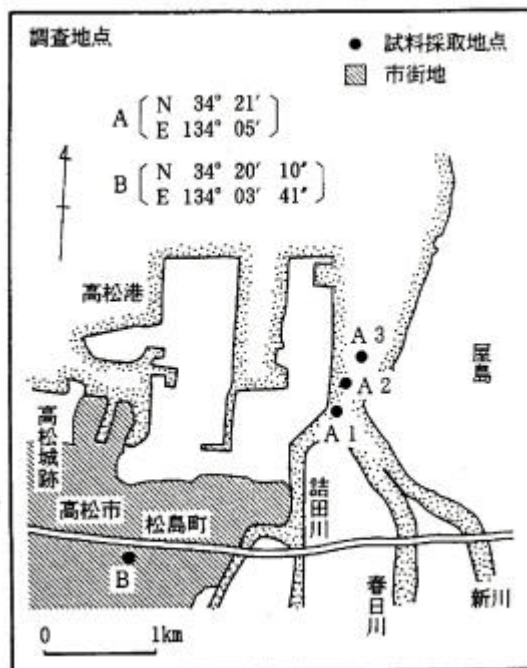 調査地点
● 試料採取地点
市街地
A ( N 34° 21′
E 134° 05′ )
B ( N 34° 20′ 10″
E 134° 03′ 41″ )
4
高松港
A 3
屋島
A 2
A 1
高松城跡
詰田川
高松市
松島町
B
春日川
新川
0 1km